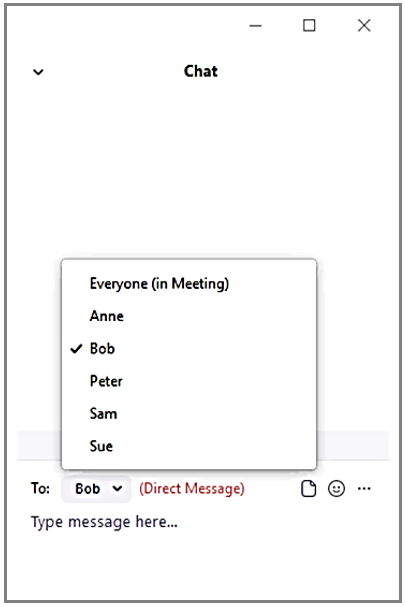 Chat
Everyone (in Meeting)
Anne
Bob
Peter
Sam
Sue
To: Bob (Direct Message)
Type message here...